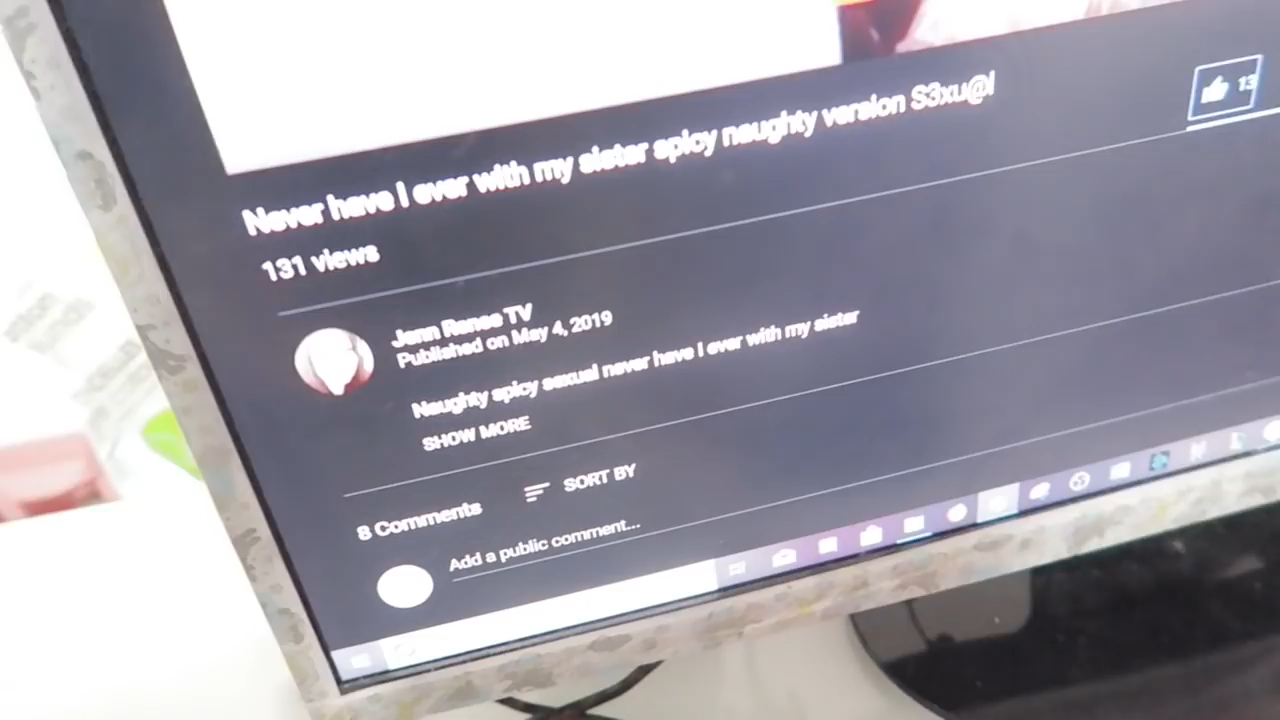 Never have I ever with my sister spicy naughty version S3xu@l
13
131 views
Jenn Renee TV
Published on May 4, 2019
Naughty spicy sexual never have I ever with my sister
SHOW MORE
8 Comments
SORT BY
Add a public comment...